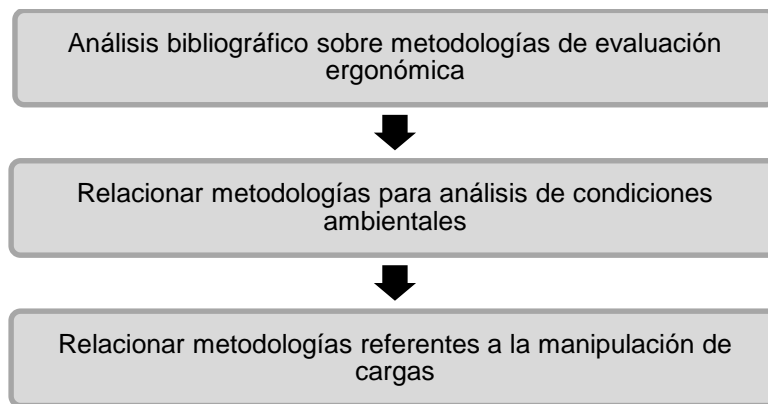 Análisis bibliográfico sobre metodologías de evaluación
ergonómica
Relacionar metodologías para análisis de condiciones
ambientales
Relacionar metodologías referentes a la manipulación de
cargas